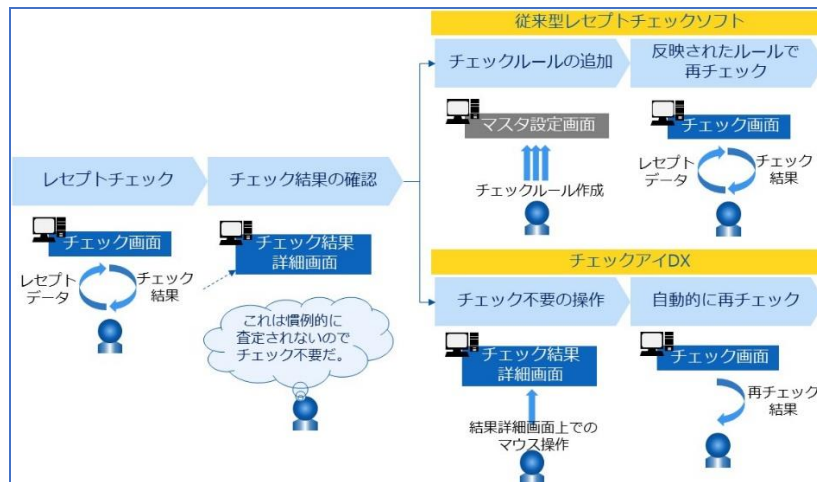 従来型レセプトチェックソフト
チェックルールの追加
反映されたルールで
再チェック
マスタ設定画面
チェックルール作成
チェック画面
レセプト
データ
チェック
結果
レセプトチェック
チェック結果の確認
チェック画面
レセプト
データ
チェック
結果
チェック結果
詳細画面
これは慣例的に
査定されないので
チェック不要だ。
チェックアイDX
チェック不要の操作
自動的に再チェック
チェック結果
詳細画面
結果詳細画面上での
マウス操作
チェック画面
再チェック
結果